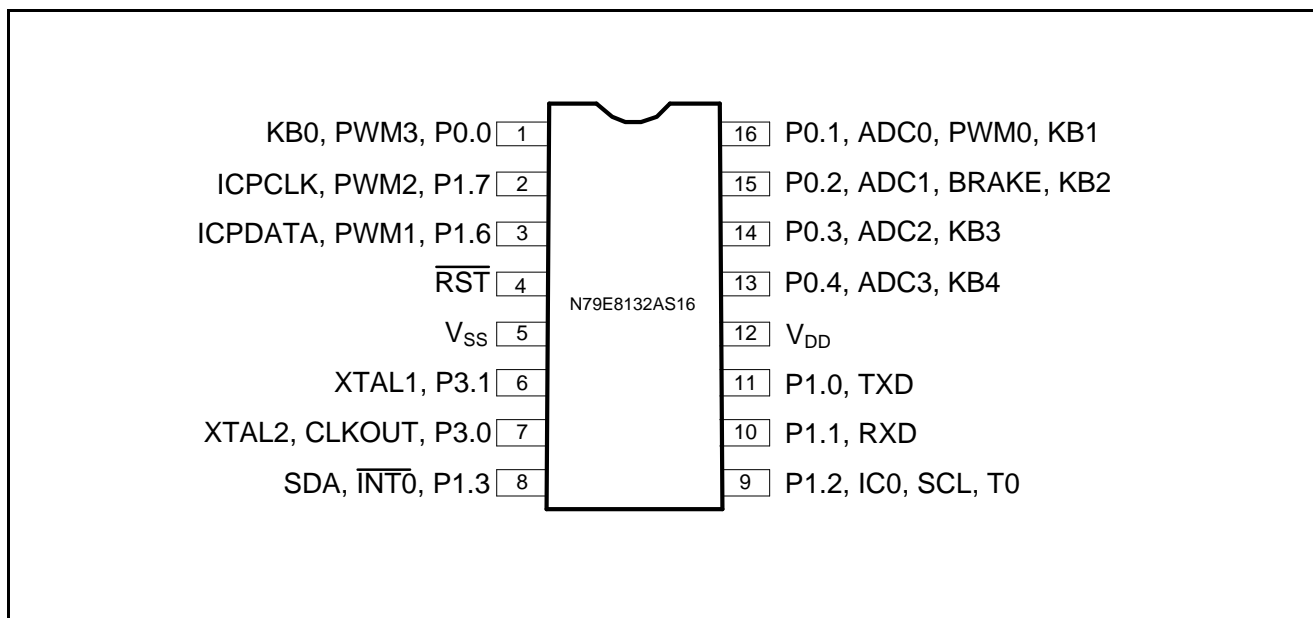 KB0, PWM3, P0.0 1 16 P0.1, ADC0, PWM0, KB1
ICPCLK, PWM2, P1.7 2 15 P0.2, ADC1, BRAKE, KB2
ICPDATA, PWM1, P1.6 3 14 P0.3, ADC2, KB3
R̅S̅T̅ 4 13 P0.4, ADC3, KB4
N79E8132AS16
VSS 5 12 VDD
XTAL1, P3.1 6 11 P1.0, TXD
XTAL2, CLKOUT, P3.0 7 10 P1.1, RXD
SDA, I̅N̅T̅0̅, P1.3 8 9 P1.2, IC0, SCL, T0